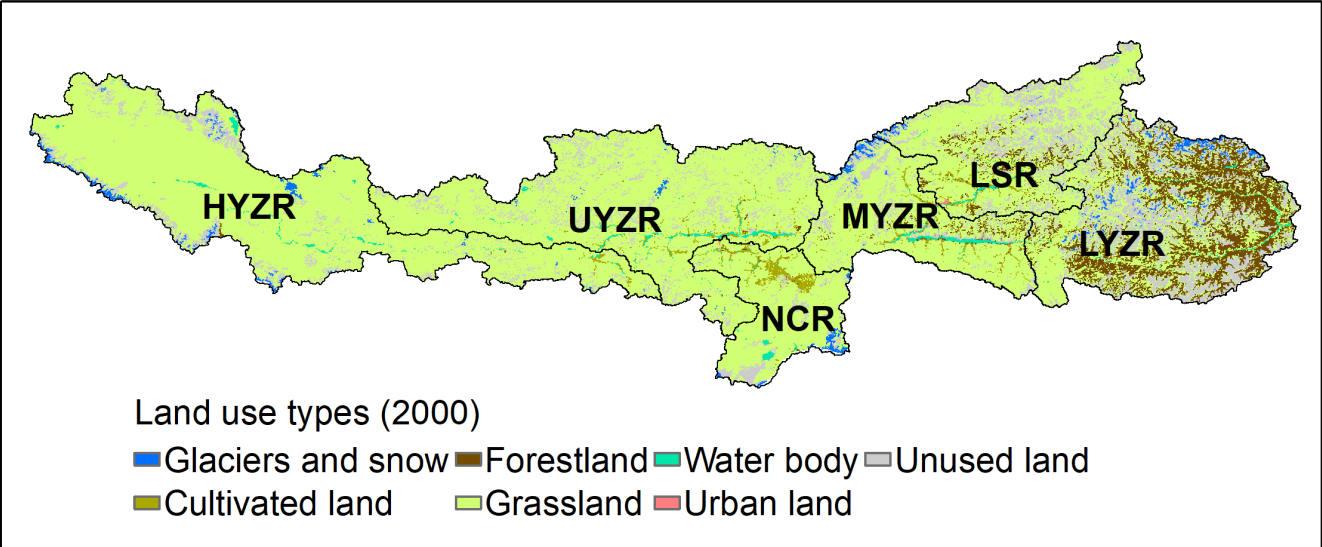 LSR
HYZR
UYZR
MYZR
LYZR
NCR
Land use types (2000)
Glaciers and snow Forestland Water body Unused land
Cultivated land Grassland Urban land